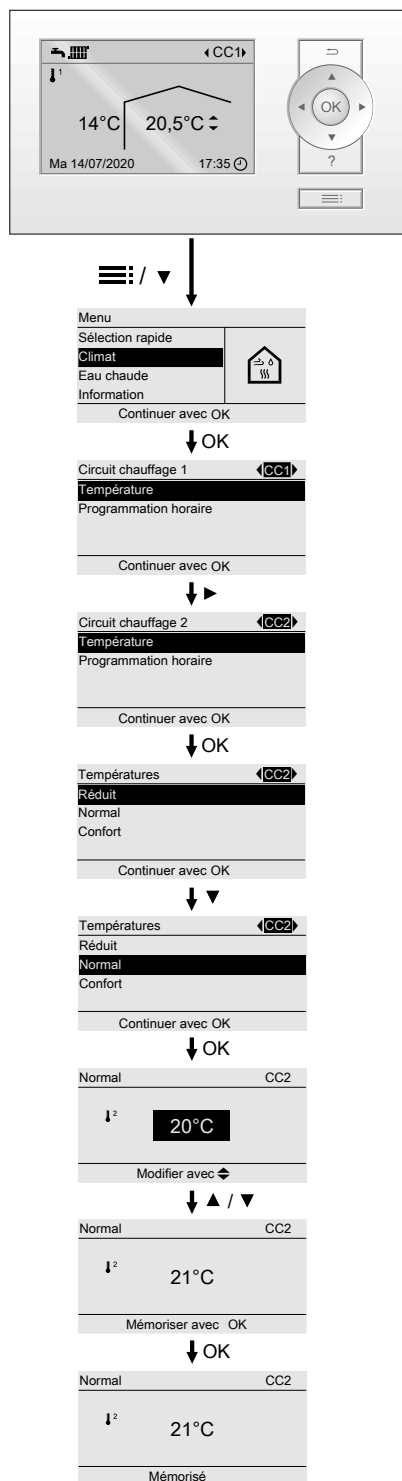 CC1
1
14°C 20,5°C
Ma 14/07/2020 17:35
OK
?
/
Menu
Sélection rapide
Climat
Eau chaude
Information
Continuer avec OK
OK
Circuit chauffage 1 CC1
Température
Programmation horaire
Continuer avec OK
Circuit chauffage 2 CC2
Température
Programmation horaire
Continuer avec OK
OK
Températures CC2
Réduit
Normal
Confort
Continuer avec OK
Températures CC2
Réduit
Normal
Confort
Continuer avec OK
OK
Normal CC2
2
20°C
Modifier avec
/
Normal CC2
2
21°C
Mémoriser avec OK
OK
Normal CC2
2
21°C
Mémorisé